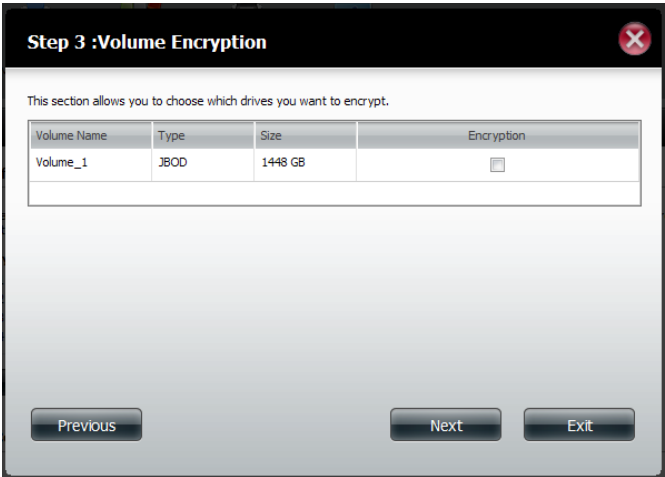 Step 3 :Volume Encryption
This section allows you to choose which drives you want to encrypt.
Volume Name Type Size Encryption
Volume_1 JBOD 1448 GB
Previous Next Exit